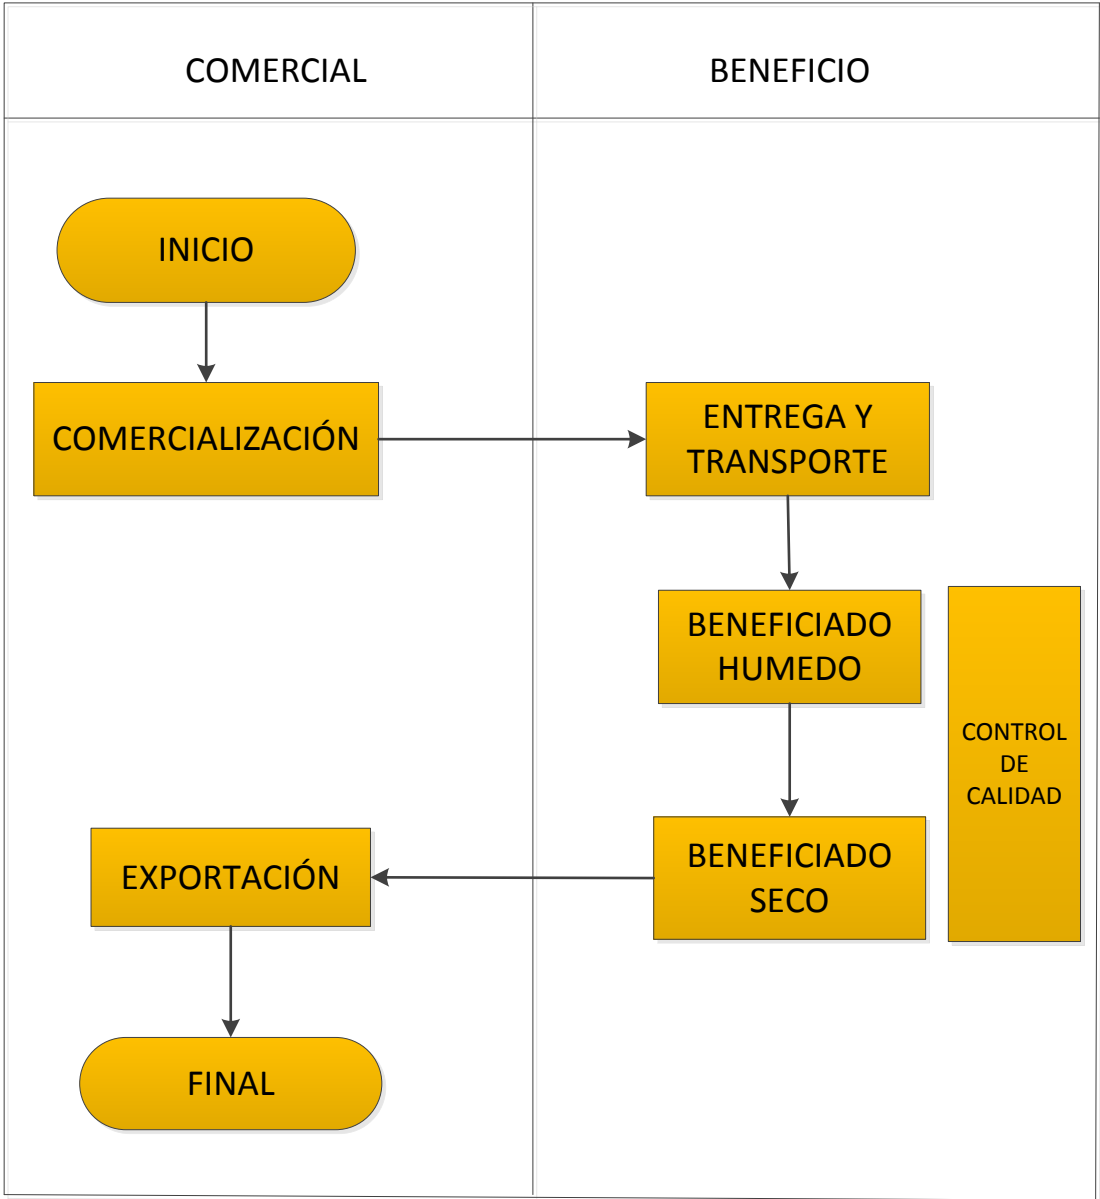 COMERCIAL
BENEFICIO
INICIO
COMERCIALIZACIÓN
ENTREGA Y
TRANSPORTE
BENEFICIADO
HUMEDO
CONTROL
DE
CALIDAD
BENEFICIADO
SECO
EXPORTACIÓN
FINAL